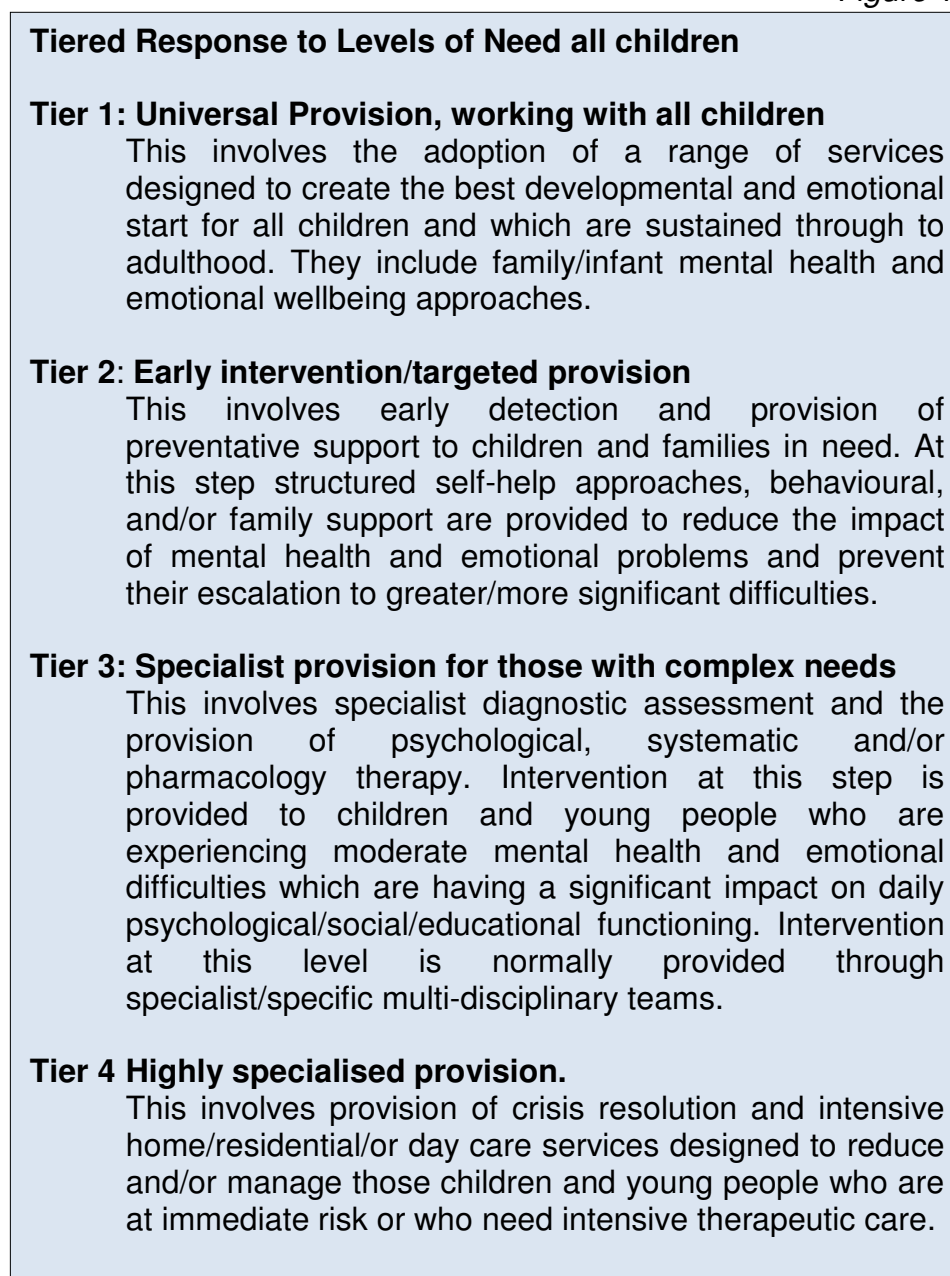 Tiered Response to Levels of Need all children
Tier 1: Universal Provision, working with all children
This involves the adoption of a range of services
designed to create the best developmental and emotional
start for all children and which are sustained through to
adulthood. They include family/infant mental health and
emotional wellbeing approaches.
Tier 2: Early intervention/targeted provision
This involves early detection and provision of
preventative support to children and families in need. At
this step structured self-help approaches, behavioural,
and/or family support are provided to reduce the impact
of mental health and emotional problems and prevent
their escalation to greater/more significant difficulties.
Tier 3: Specialist provision for those with complex needs
This involves specialist diagnostic assessment and the
provision of psychological, systematic and/or
pharmacology therapy. Intervention at this step is
provided to children and young people who are
experiencing moderate mental health and emotional
difficulties which are having a significant impact on daily
psychological/social/educational functioning. Intervention
at this level is normally provided through
specialist/specific multi-disciplinary teams.
Tier 4 Highly specialised provision.
This involves provision of crisis resolution and intensive
home/residential/or day care services designed to reduce
and/or manage those children and young people who are
at immediate risk or who need intensive therapeutic care.